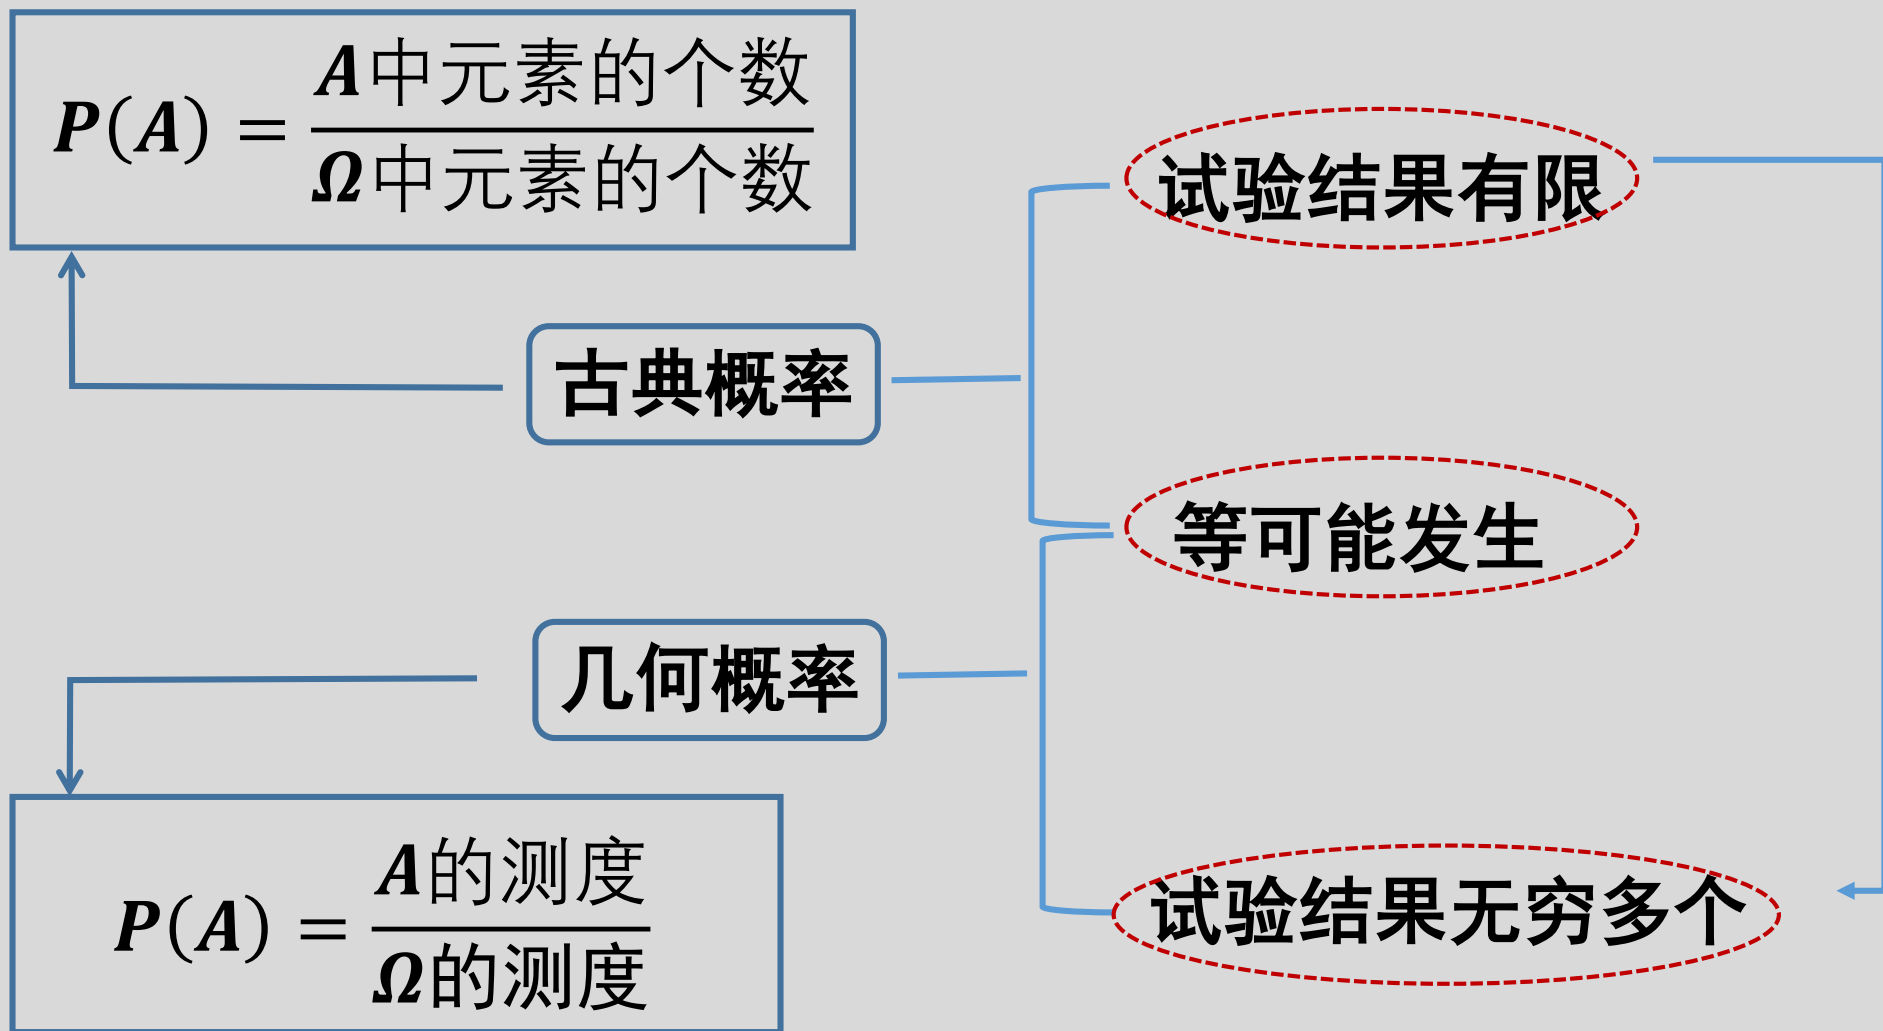 P(A) = A中元素的个数 / Ω中元素的个数
试验结果有限
古典概率
等可能发生
几何概率
试验结果无穷多个
P(A) = A的测度 / Ω的测度